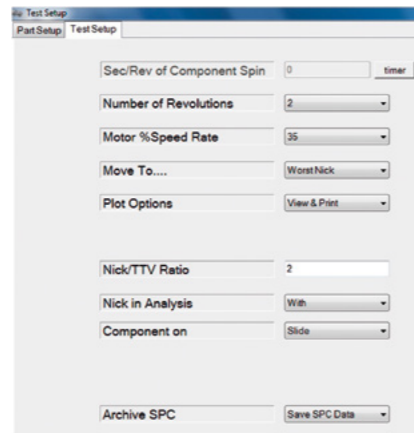 Test Setup
Part Setup Test Setup
Sec/Rev of Component Spin 0 timer
Number of Revolutions 2
Motor %Speed Rate 35
Move To.... Worst Nick
Plot Options View & Print
Nick/TTV Ratio 2
Nick in Analysis With
Component on Slide
Archive SPC Save SPC Data